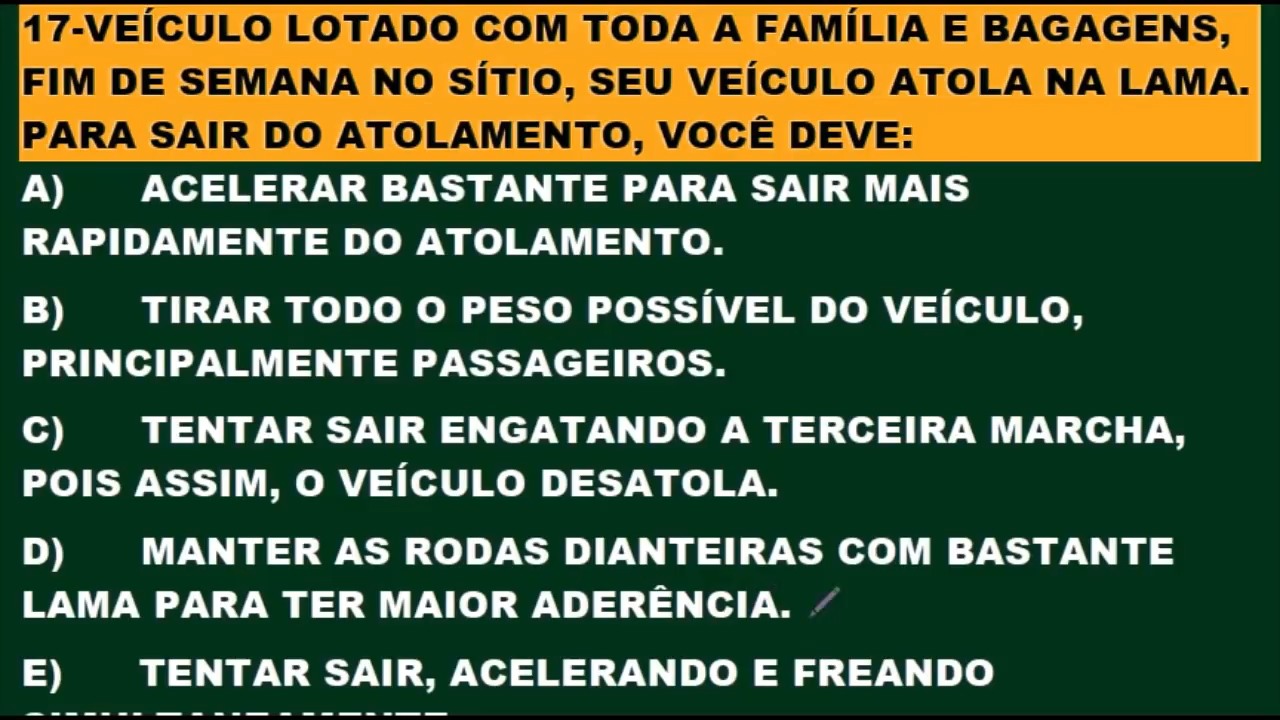 17-VEÍCULO LOTADO COM TODA A FAMÍLIA E BAGAGENS,
FIM DE SEMANA NO SÍTIO, SEU VEÍCULO ATOLA NA LAMA.
PARA SAIR DO ATOLAMENTO, VOCÊ DEVE:
A) ACELERAR BASTANTE PARA SAIR MAIS
RAPIDAMENTE DO ATOLAMENTO.
B) TIRAR TODO O PESO POSSÍVEL DO VEÍCULO,
PRINCIPALMENTE PASSAGEIROS.
C) TENTAR SAIR ENGATANDO A TERCEIRA MARCHA,
POIS ASSIM, O VEÍCULO DESATOLA.
D) MANTER AS RODAS DIANTEIRAS COM BASTANTE
LAMA PARA TER MAIOR ADERÊNCIA.
E) TENTAR SAIR, ACELERANDO E FREANDO